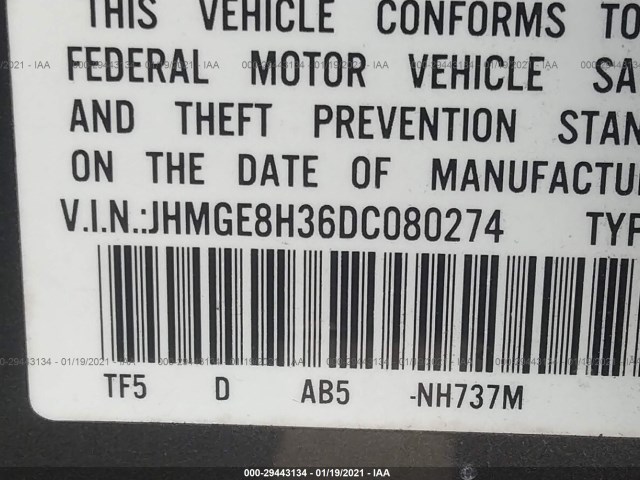 THIS VEHICLE CONFORMS TO
FEDERAL MOTOR VEHICLE SA
AND THEFT PREVENTION STAN
ON THE DATE OF MANUFACTU
V.I.N.:JHMGE8H36DC080274 TYP
TF5 D AB5 -NH737M
000-29443134 - 01/19/2021 - IAA